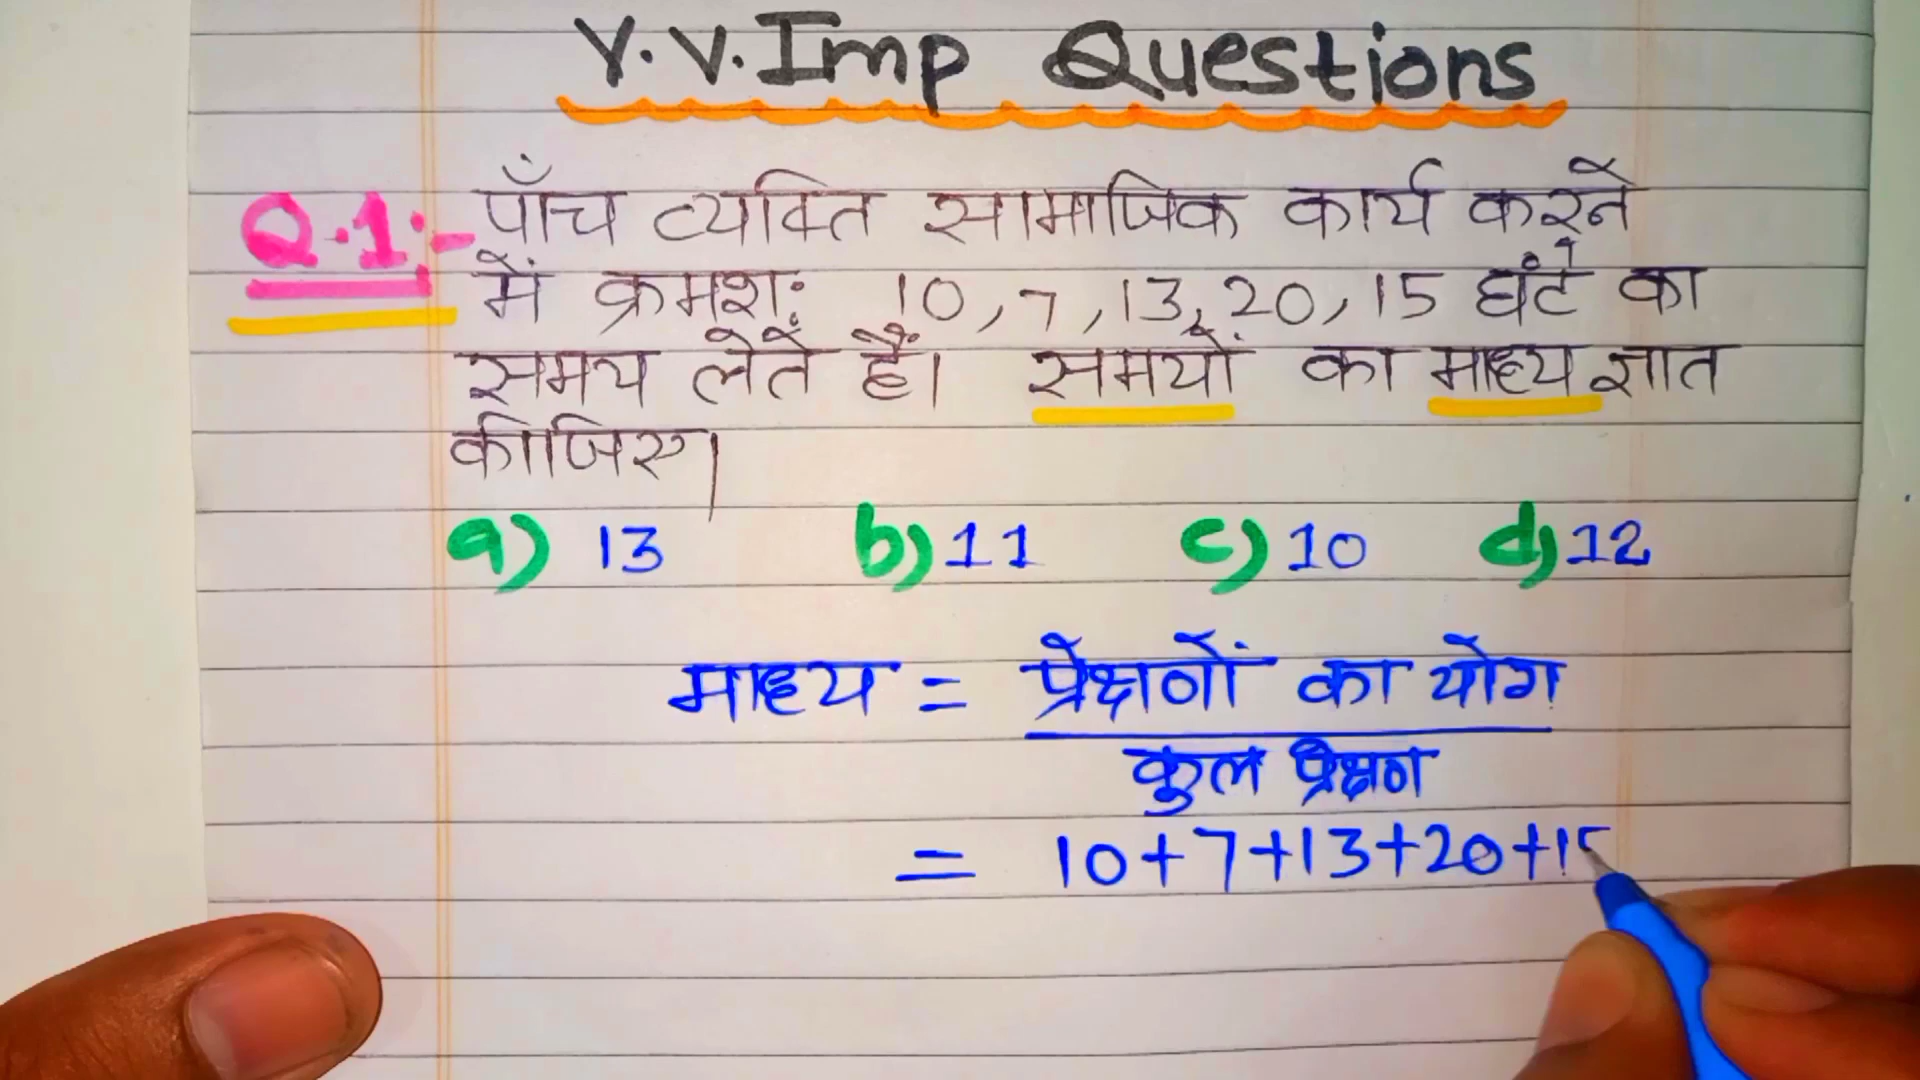 V.V.Imp Questions
Q.1:- पाँच व्यक्ति सामाजिक कार्य करने
में क्रमशः 10, 7, 13, 20, 15 घंटे का
समय लेते हैं। समयों का माध्य ज्ञात
कीजिए।
a) 13 b) 11 c) 10 d) 12
माध्य = प्रेक्षणों का योग
कुल प्रेक्षण
= 10+7+13+20+15